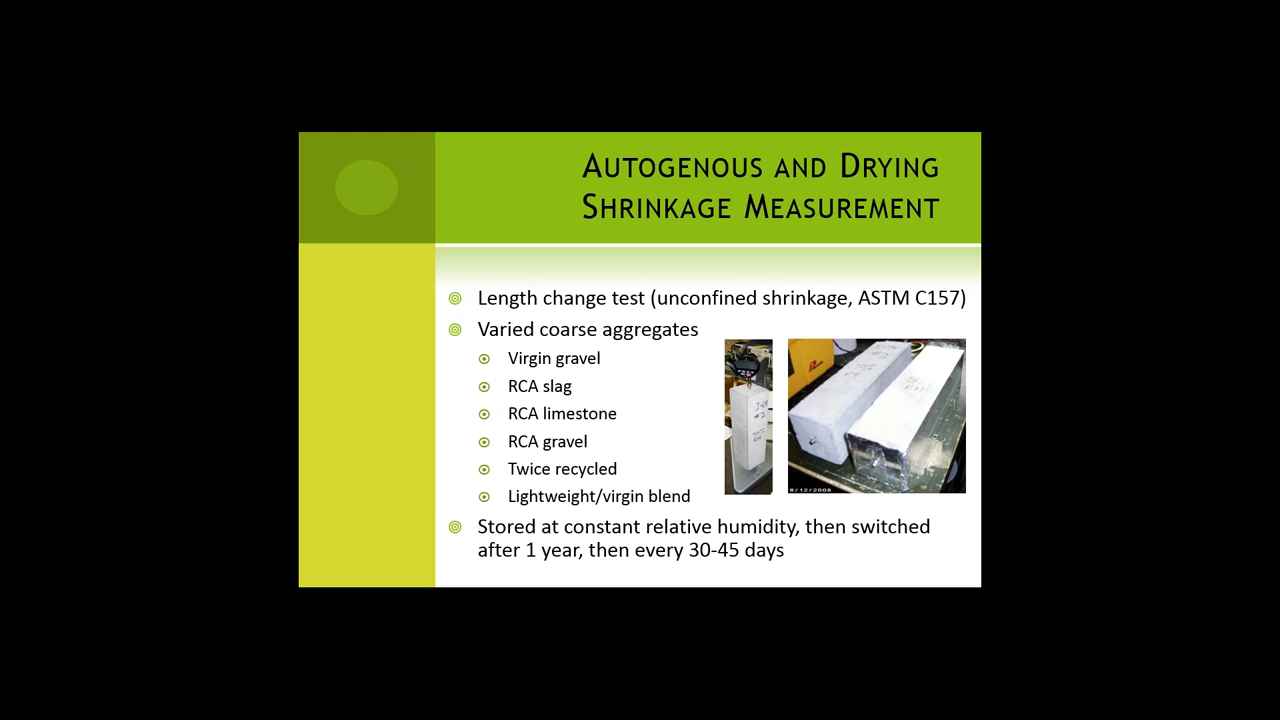 AUTOGENOUS AND DRYING
SHRINKAGE MEASUREMENT
Length change test (unconfined shrinkage, ASTM C157)
Varied coarse aggregates
Virgin gravel
RCA slag
RCA limestone
RCA gravel
Twice recycled
Lightweight/virgin blend
Stored at constant relative humidity, then switched
after 1 year, then every 30-45 days